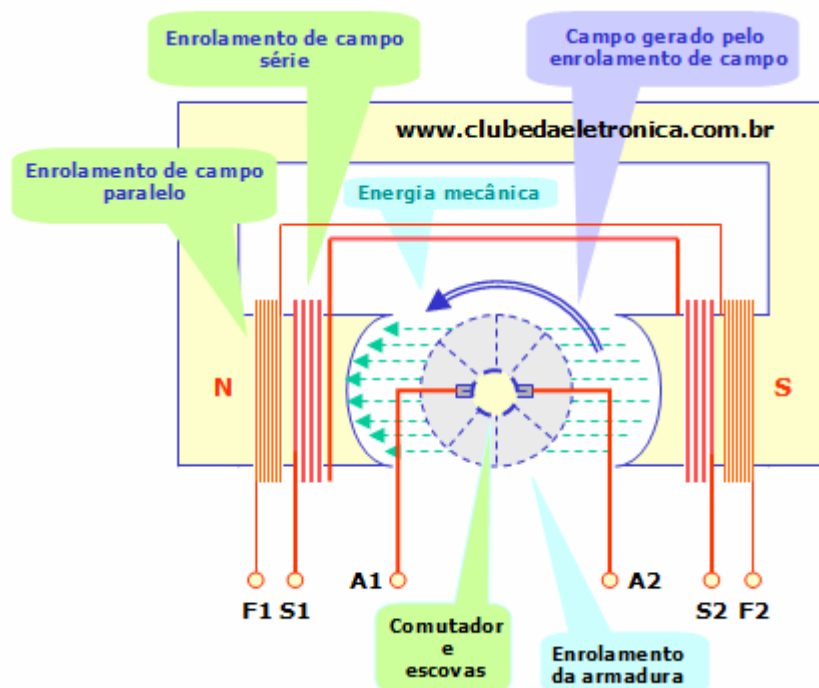 Enrolamento de campo
série
Campo gerado pelo
enrolamento de campo
www.clubedaeletronica.com.br
Enrolamento de campo
paralelo
Energia mecânica
N
S
A1
A2
F1
S1
S2
F2
Comutador
e
escovas
Enrolamento
da armadura